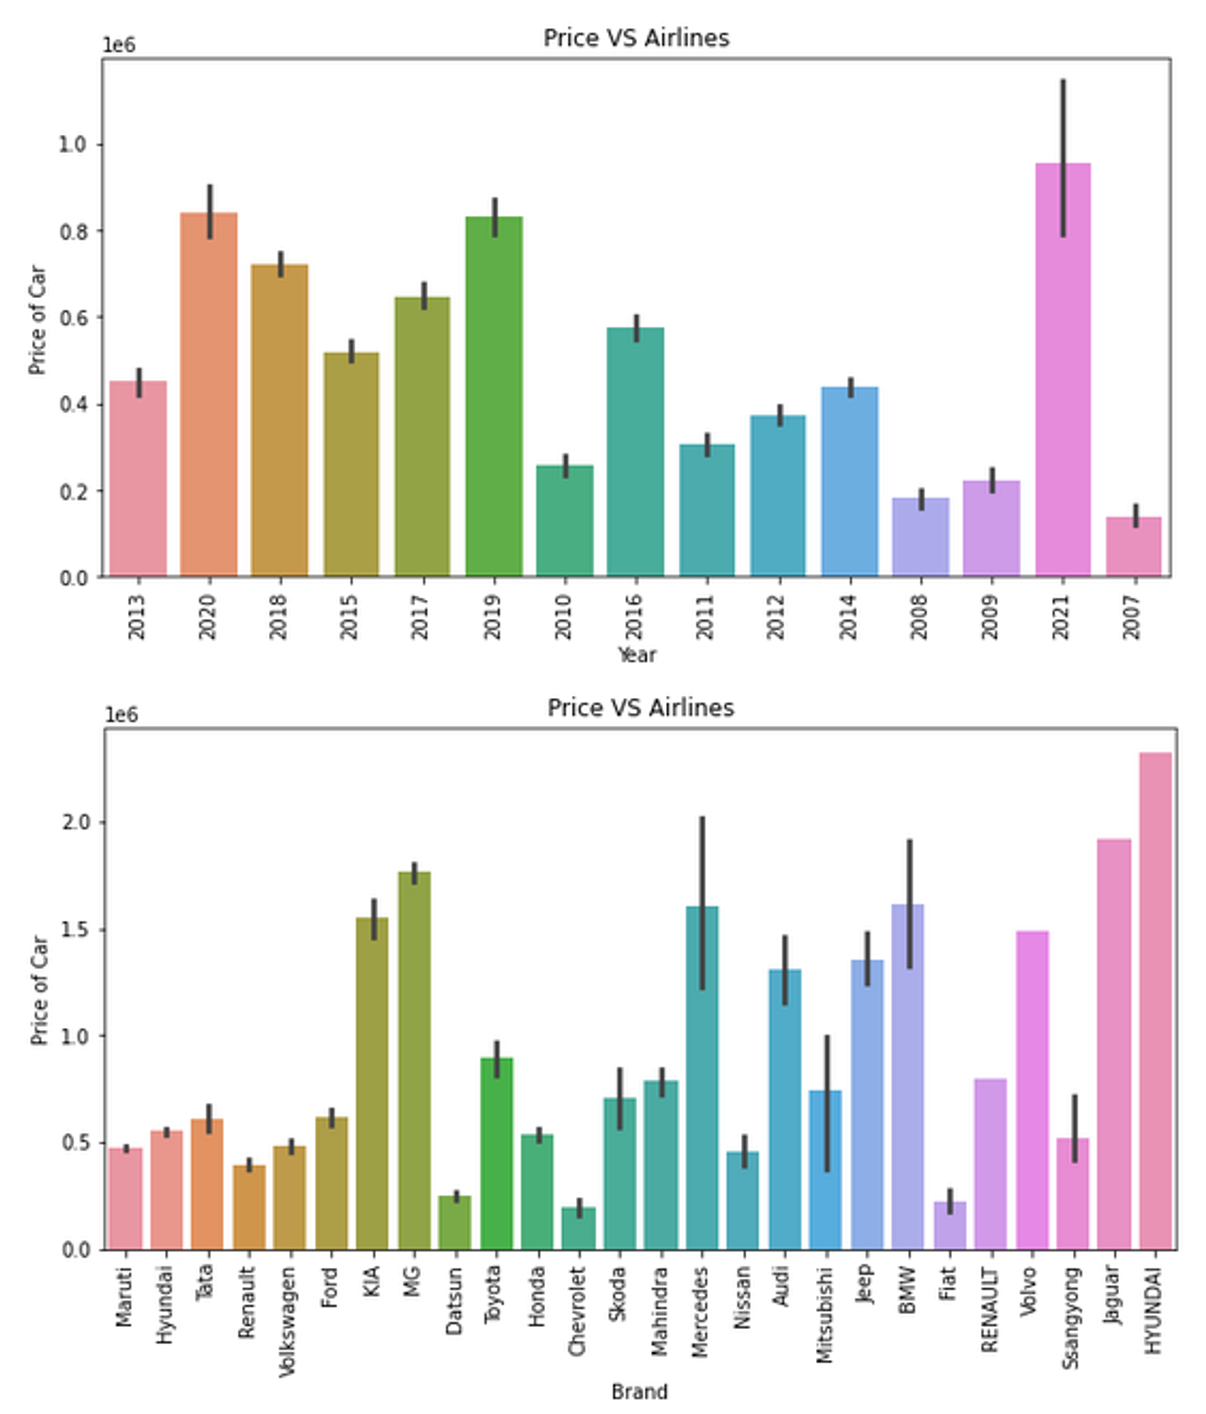 Price VS Airlines
1e6
1.0
0.8
0.6
0.4
0.2
0.0
Price of Car
2013 2020 2018 2015 2017 2019 2010 2016 2011 2012 2014 2008 2009 2021 2007
Year
Price VS Airlines
1e6
2.0
1.5
1.0
0.5
0.0
Price of Car
Maruti Hyundai Tata Renault Volkswagen Ford KIA MG Datsun Toyota Honda Chevrolet Skoda Mahindra Mercedes Nissan Audi Mitsubishi Jeep BMW Fiat RENAULT Volvo Ssangyong Jaguar HYUNDAI
Brand